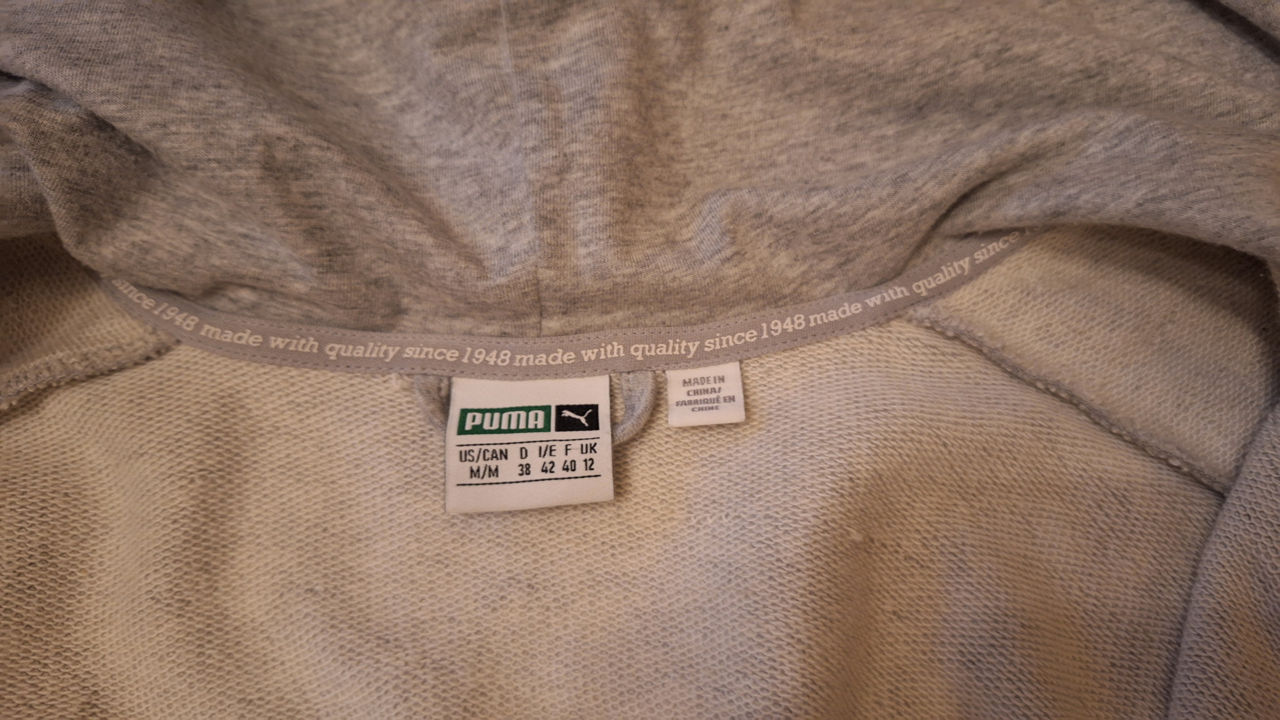 since 1948 made with quality since 1948 made with quality since 1948 made with quality since
PUMA
US/CAN D I/E F UK
M/M 38 42 40 12
MADE IN
CHINA/
FABRIQUÉ EN
CHINE